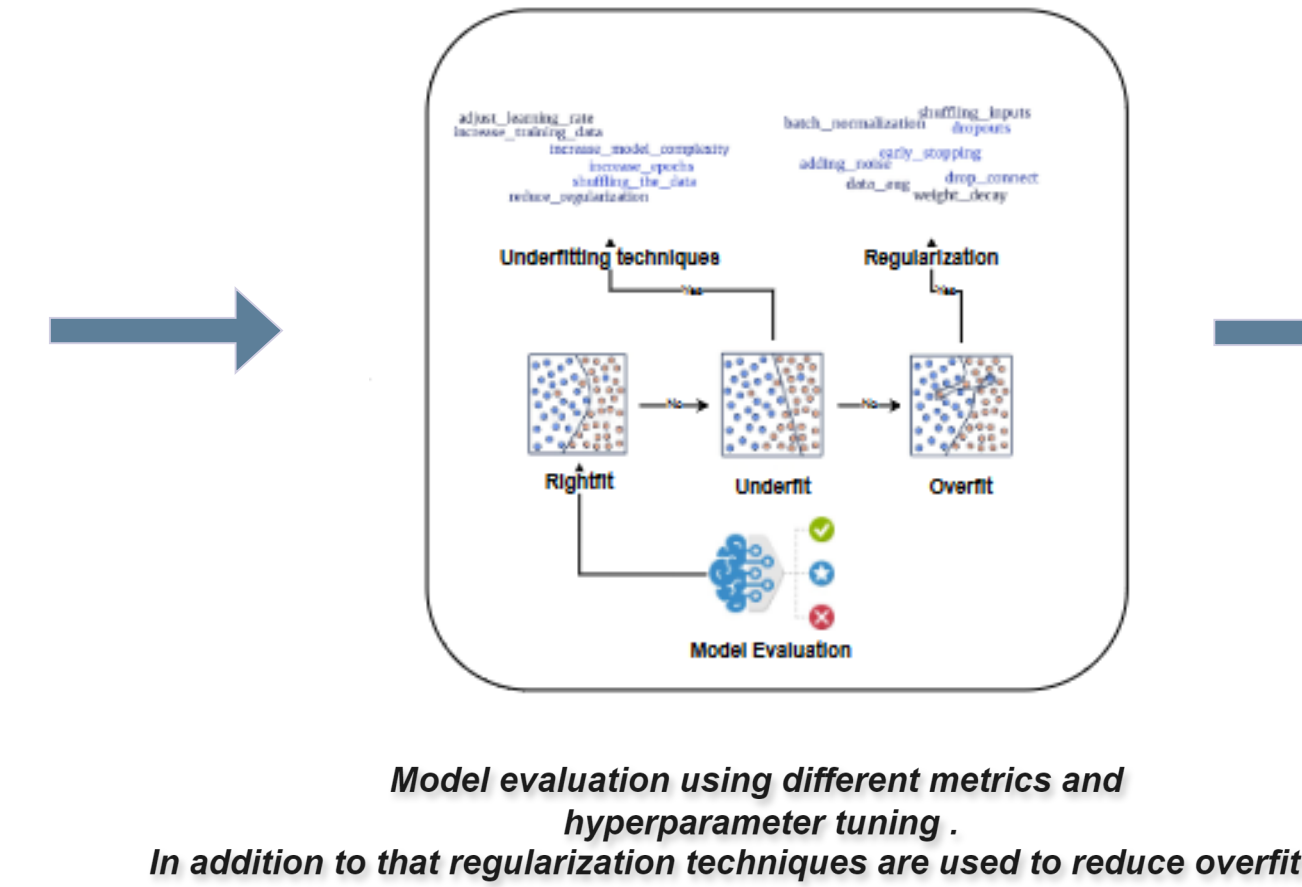 adjust_learning_rate
increase_training_data
increase_model_complexity
increase_epochs
shuffling_the_data
reduce_regularization
shuffling_inputs
batch_normalization
dropouts
early_stopping
adding_noise
drop_connect
data_eng
weight_decay
Underfitting techniques
Regularization
Yes
Yes
No
No
Rightfit
Underfit
Overfit
Model Evaluation
Model evaluation using different metrics and
hyperparameter tuning .
In addition to that regularization techniques are used to reduce overfit